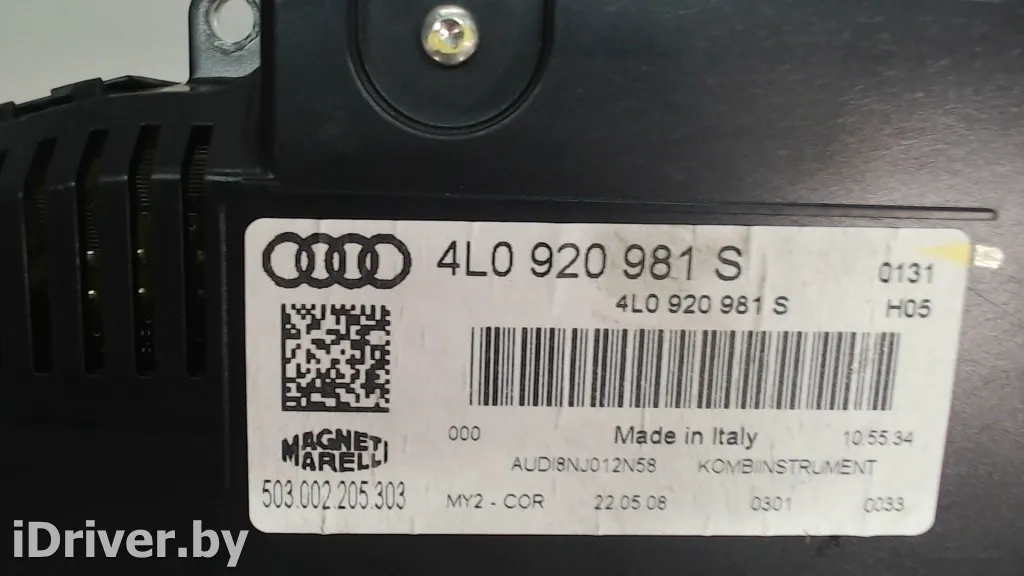 4L0 920 981 S 0131
4L0 920 981 S H05
000 Made in Italy 10:55:34
MAGNETI MARELLI
AUDI8NJ012N58 KOMBIINSTRUMENT
503.002.205.303 MY2 - COR 22.05.08 0301 0033
iDriver.by